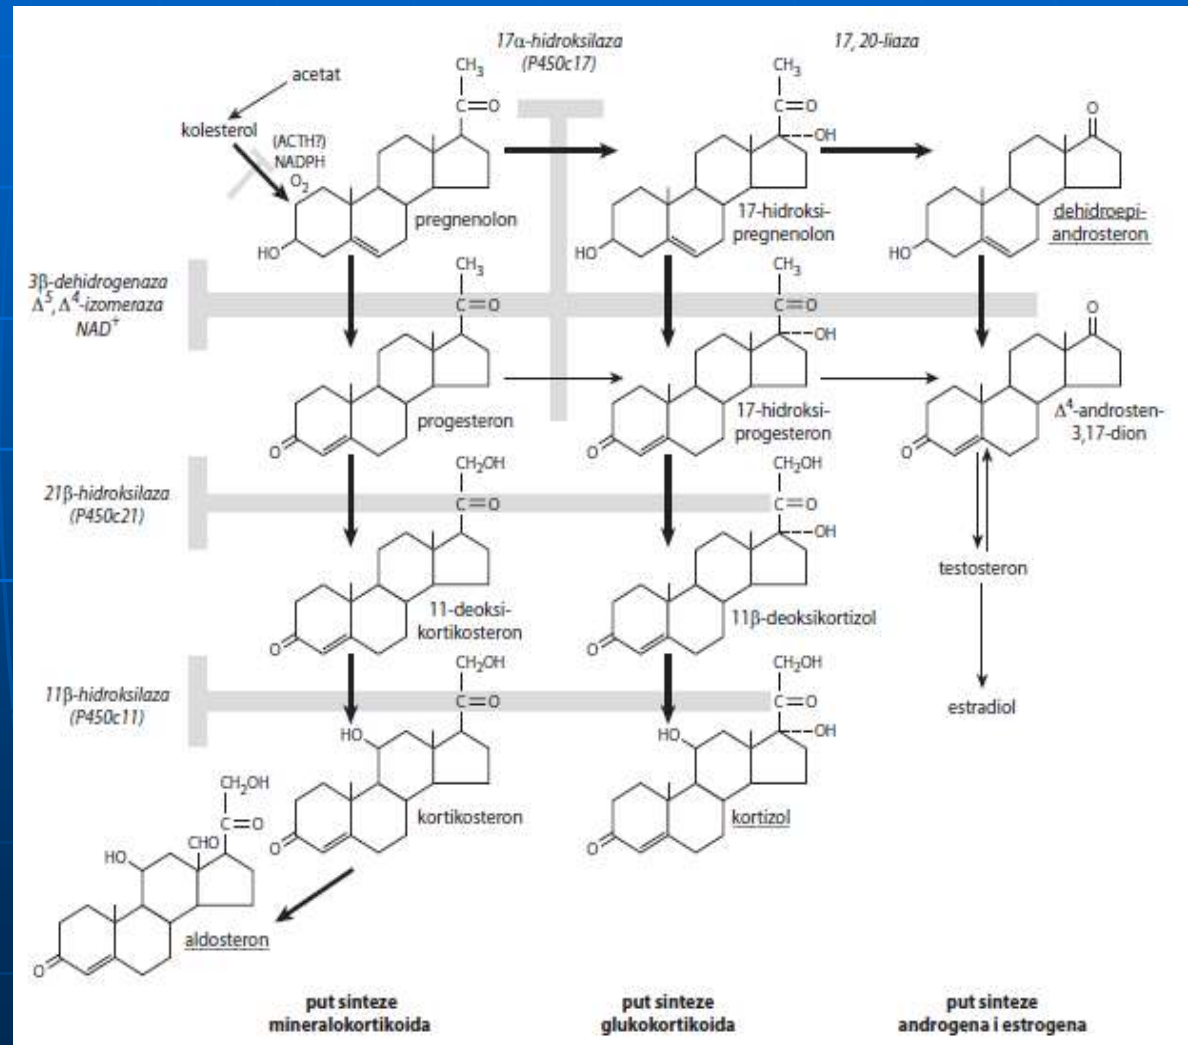 17α-hidroksilaza
(P450c17)
17, 20-liaza
acetat
kolesterol
(ACTH?)
NADPH
O₂
CH₃
C=O
HO
pregnenolon
CH₃
C=O
OH
HO
17-hidroksi-
pregnenolon
O
HO
dehidroepi-
androsteron
3β-dehidrogenaza
Δ⁵, Δ⁴-izomeraza
NAD⁺
CH₃
C=O
O
progesteron
CH₃
C=O
OH
O
17-hidroksi-
progesteron
O
O
Δ⁴-androsten-
3,17-dion
21β-hidroksilaza
(P450c21)
CH₂OH
C=O
O
11-deoksi-
kortikosteron
CH₂OH
C=O
OH
O
11β-deoksikortizol
testosteron
estradiol
11β-hidroksilaza
(P450c11)
CH₂OH
C=O
HO
O
kortikosteron
CH₂OH
C=O
OH
HO
O
kortizol
CH₂OH
C=O
CHO
HO
O
aldosteron
put sinteze
mineralokortikoida
put sinteze
glukokortikoida
put sinteze
androgena i estrogena